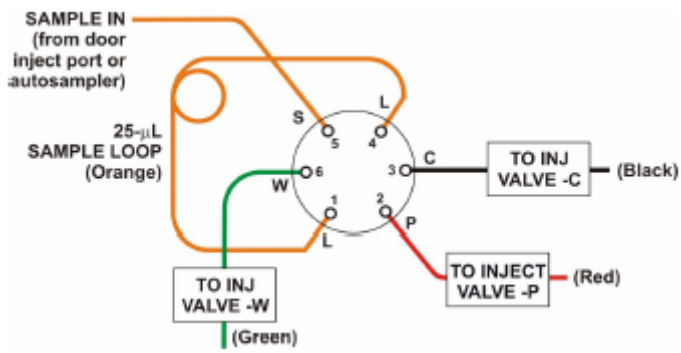 SAMPLE IN
(from door
inject port or
autosampler)
25-μL
SAMPLE LOOP
(Orange)
S
5
L
4
W
6
3
C
TO INJ
VALVE -C
(Black)
1
L
2
P
TO INJECT
VALVE -P
(Red)
TO INJ
VALVE -W
(Green)